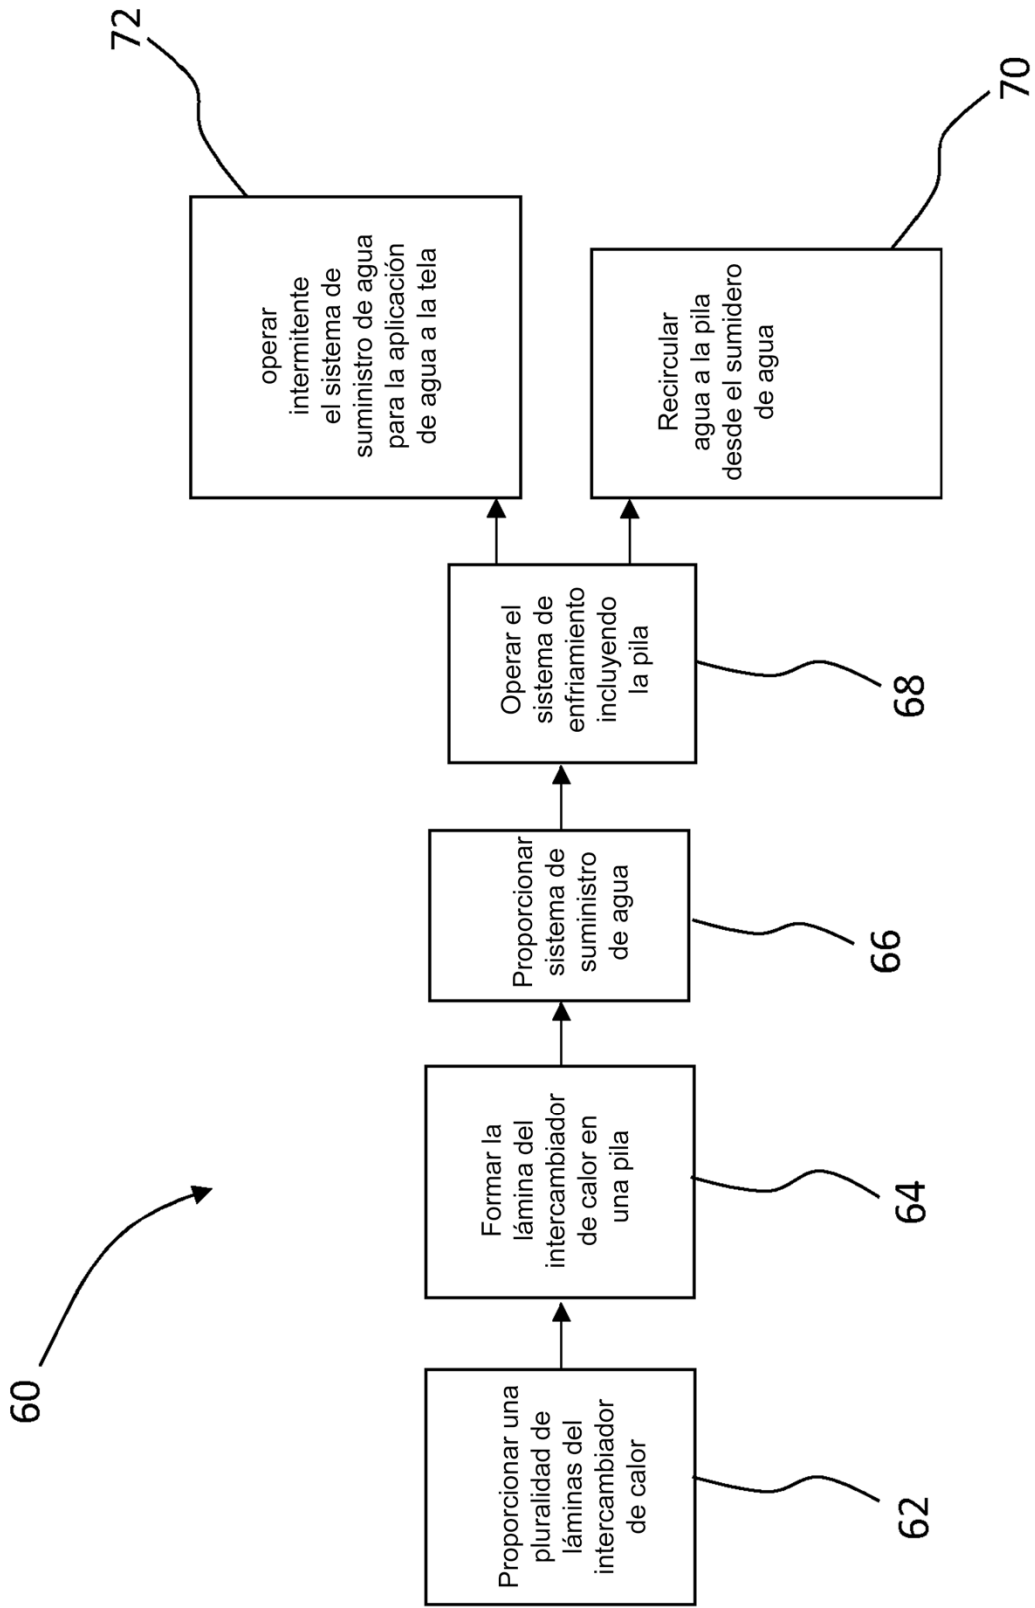 60
Proporcionar una
pluralidad de
láminas del
intercambiador
de calor
62
Formar la
lámina del
intercambiador
de calor en
una pila
64
Proporcionar
sistema de
suministro
de agua
66
Operar el
sistema de
enfriamiento
incluyendo
la pila
68
operar
intermitente
el sistema de
suministro de agua
para la aplicación
de agua a la tela
72
Recircular
agua a la pila
desde el sumidero
de agua
70